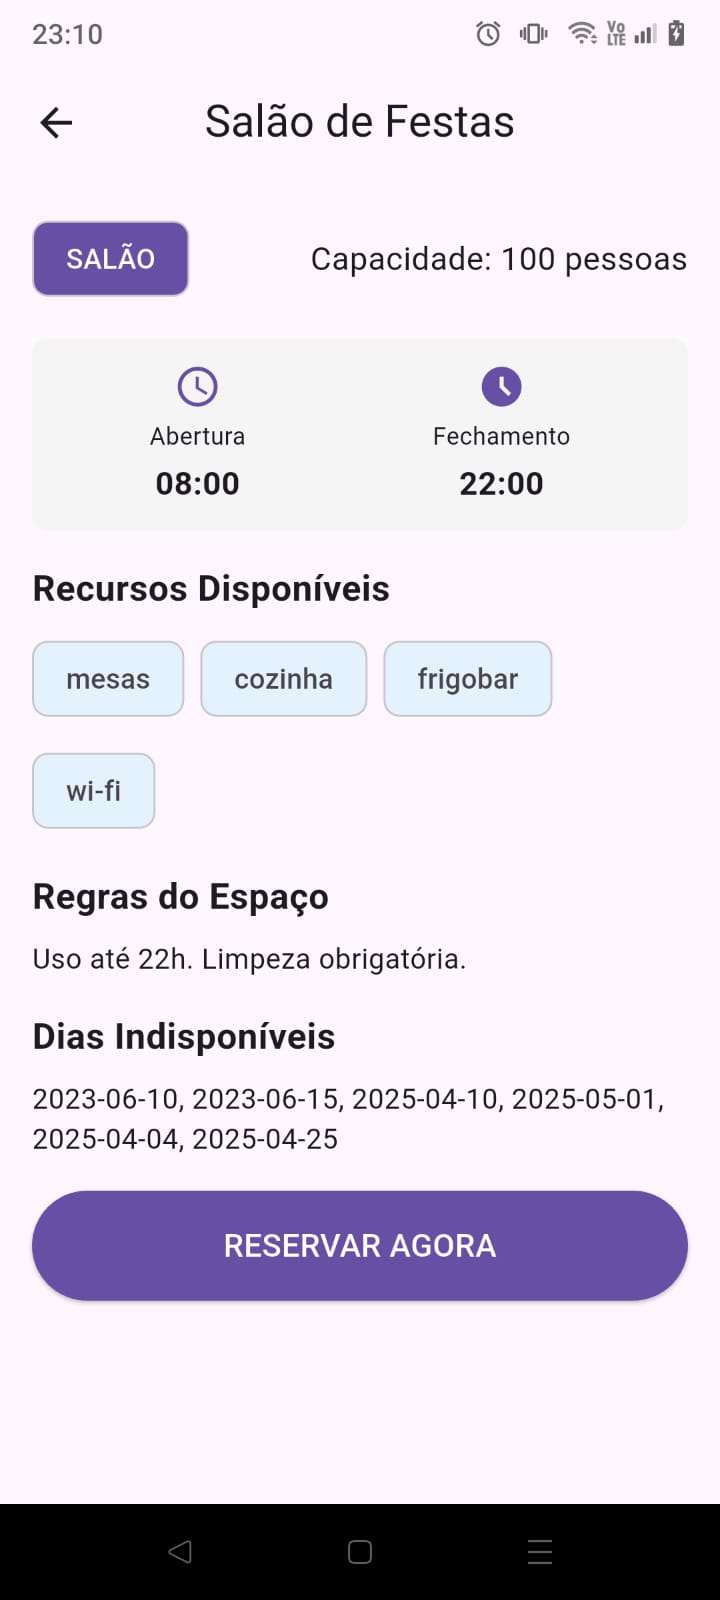 23:10
Vo
LTE
Salão de Festas
SALÃO
Capacidade: 100 pessoas
Abertura
Fechamento
08:00
22:00
Recursos Disponíveis
mesas
cozinha
frigobar
wi-fi
Regras do Espaço
Uso até 22h. Limpeza obrigatória.
Dias Indisponíveis
2023-06-10, 2023-06-15, 2025-04-10, 2025-05-01,
2025-04-04, 2025-04-25
RESERVAR AGORA